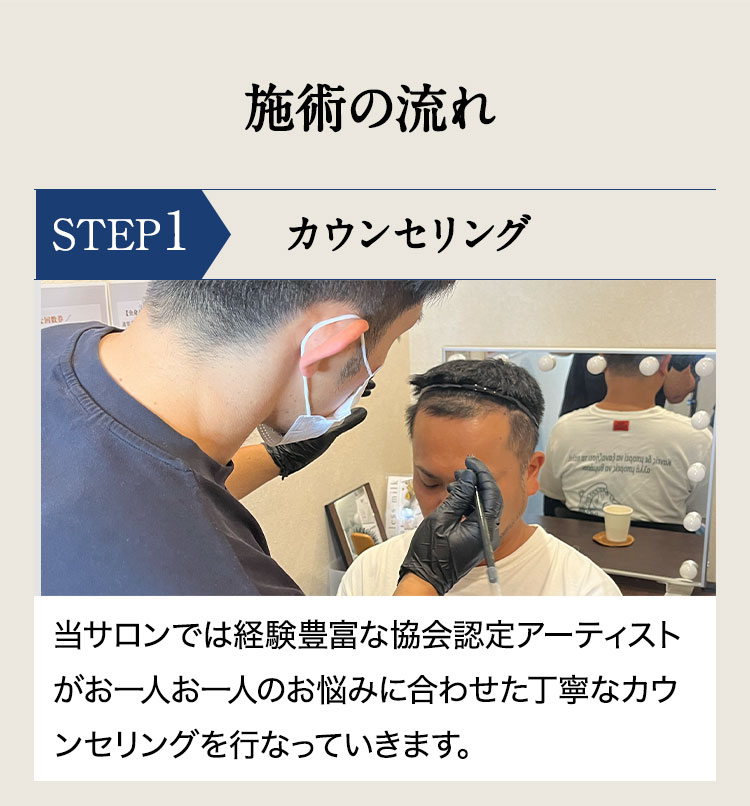 施術の流れ
STEP1
カウンセリング
当サロンでは経験豊富な協会認定アーティスト
がお一人お一人のお悩みに合わせた丁寧なカウ
ンセリングを行なっていきます。